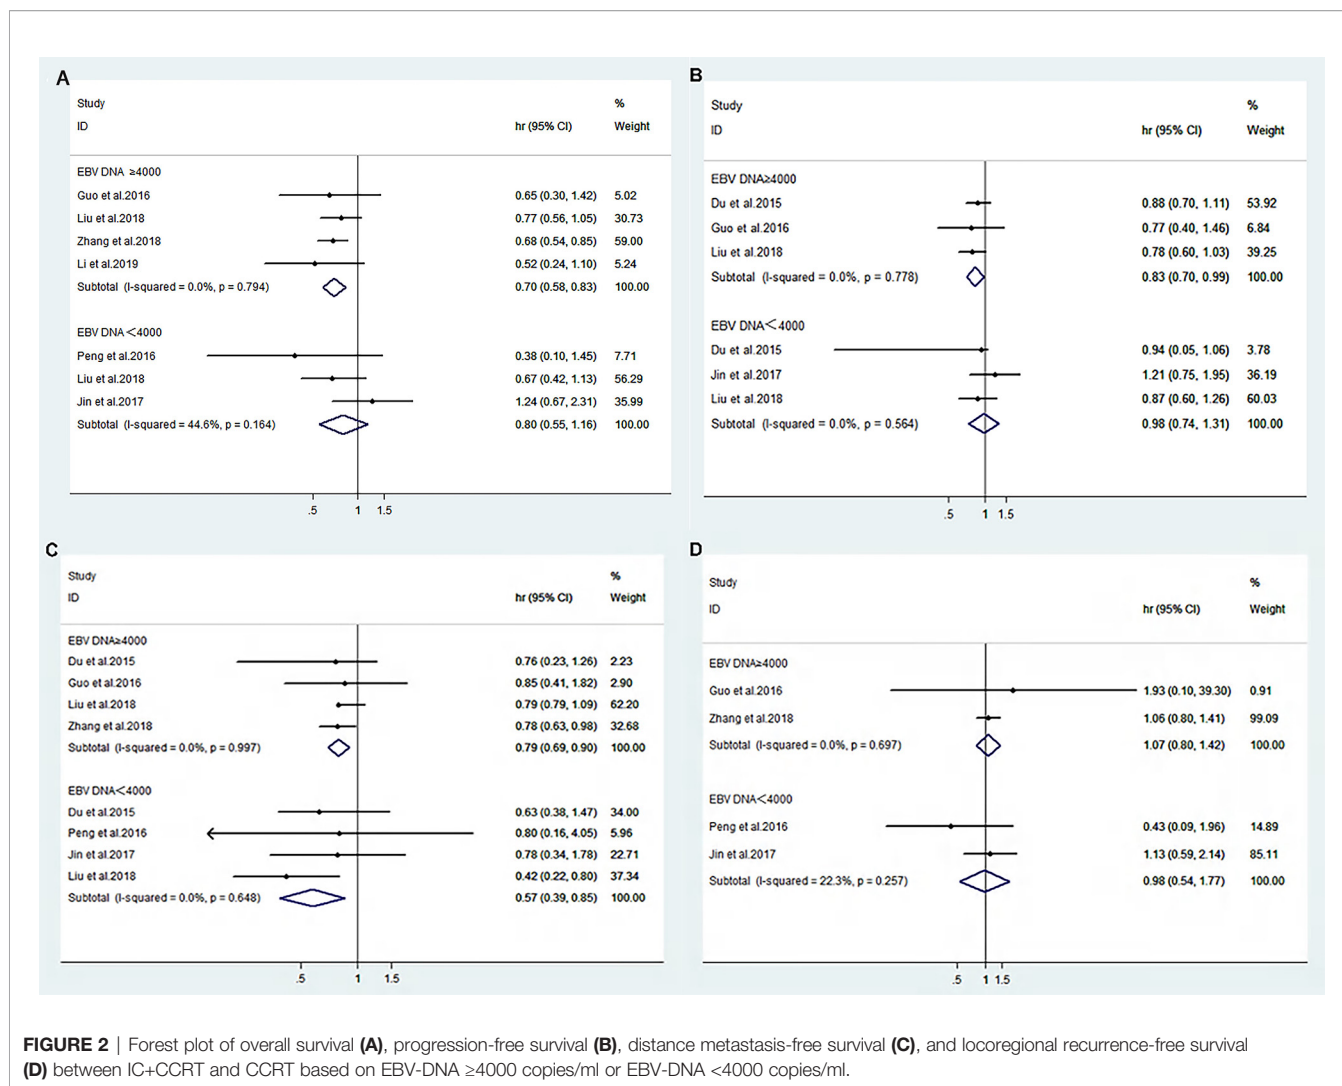 A
Study %
ID hr (95% CI) Weight
EBV DNA ≥4000
Guo et al.2016 0.65 (0.30, 1.42) 5.02
Liu et al.2018 0.77 (0.56, 1.05) 30.73
Zhang et al.2018 0.68 (0.54, 0.85) 59.00
Li et al.2019 0.52 (0.24, 1.10) 5.24
Subtotal (I-squared = 0.0%, p = 0.794) 0.70 (0.58, 0.83) 100.00
EBV DNA＜4000
Peng et al.2016 0.38 (0.10, 1.45) 7.71
Liu et al.2018 0.67 (0.42, 1.13) 56.29
Jin et al.2017 1.24 (0.67, 2.31) 35.99
Subtotal (I-squared = 44.6%, p = 0.164) 0.80 (0.55, 1.16) 100.00
.5 1 1.5
B
Study %
ID hr (95% CI) Weight
EBV DNA≥4000
Du et al.2015 0.88 (0.70, 1.11) 53.92
Guo et al.2016 0.77 (0.40, 1.46) 6.84
Liu et al.2018 0.78 (0.60, 1.03) 39.25
Subtotal (I-squared = 0.0%, p = 0.778) 0.83 (0.70, 0.99) 100.00
EBV DNA＜4000
Du et al.2015 0.94 (0.05, 1.06) 3.78
Jin et al.2017 1.21 (0.75, 1.95) 36.19
Liu et al.2018 0.87 (0.60, 1.26) 60.03
Subtotal (I-squared = 0.0%, p = 0.564) 0.98 (0.74, 1.31) 100.00
.5 1 1.5
C
Study %
ID hr (95% CI) Weight
EBV DNA≥4000
Du et al.2015 0.76 (0.23, 1.26) 2.23
Guo et al.2016 0.85 (0.41, 1.82) 2.90
Liu et al.2018 0.79 (0.79, 1.09) 62.20
Zhang et al.2018 0.78 (0.63, 0.98) 32.68
Subtotal (I-squared = 0.0%, p = 0.997) 0.79 (0.69, 0.90) 100.00
EBV DNA＜4000
Du et al.2015 0.63 (0.38, 1.47) 34.00
Peng et al.2016 0.80 (0.16, 4.05) 5.96
Jin et al.2017 0.78 (0.34, 1.78) 22.71
Liu et al.2018 0.42 (0.22, 0.80) 37.34
Subtotal (I-squared = 0.0%, p = 0.648) 0.57 (0.39, 0.85) 100.00
.5 1 1.5
D
Study %
ID hr (95% CI) Weight
EBV DNA≥4000
Guo et al.2016 1.93 (0.10, 39.30) 0.91
Zhang et al.2018 1.06 (0.80, 1.41) 99.09
Subtotal (I-squared = 0.0%, p = 0.697) 1.07 (0.80, 1.42) 100.00
EBV DNA＜4000
Peng et al.2016 0.43 (0.09, 1.96) 14.89
Jin et al.2017 1.13 (0.59, 2.14) 85.11
Subtotal (I-squared = 22.3%, p = 0.257) 0.98 (0.54, 1.77) 100.00
.5 1 1.5
FIGURE 2 | Forest plot of overall survival (A), progression-free survival (B), distance metastasis-free survival (C), and locoregional recurrence-free survival
(D) between IC+CCRT and CCRT based on EBV-DNA ≥4000 copies/ml or EBV-DNA <4000 copies/ml.